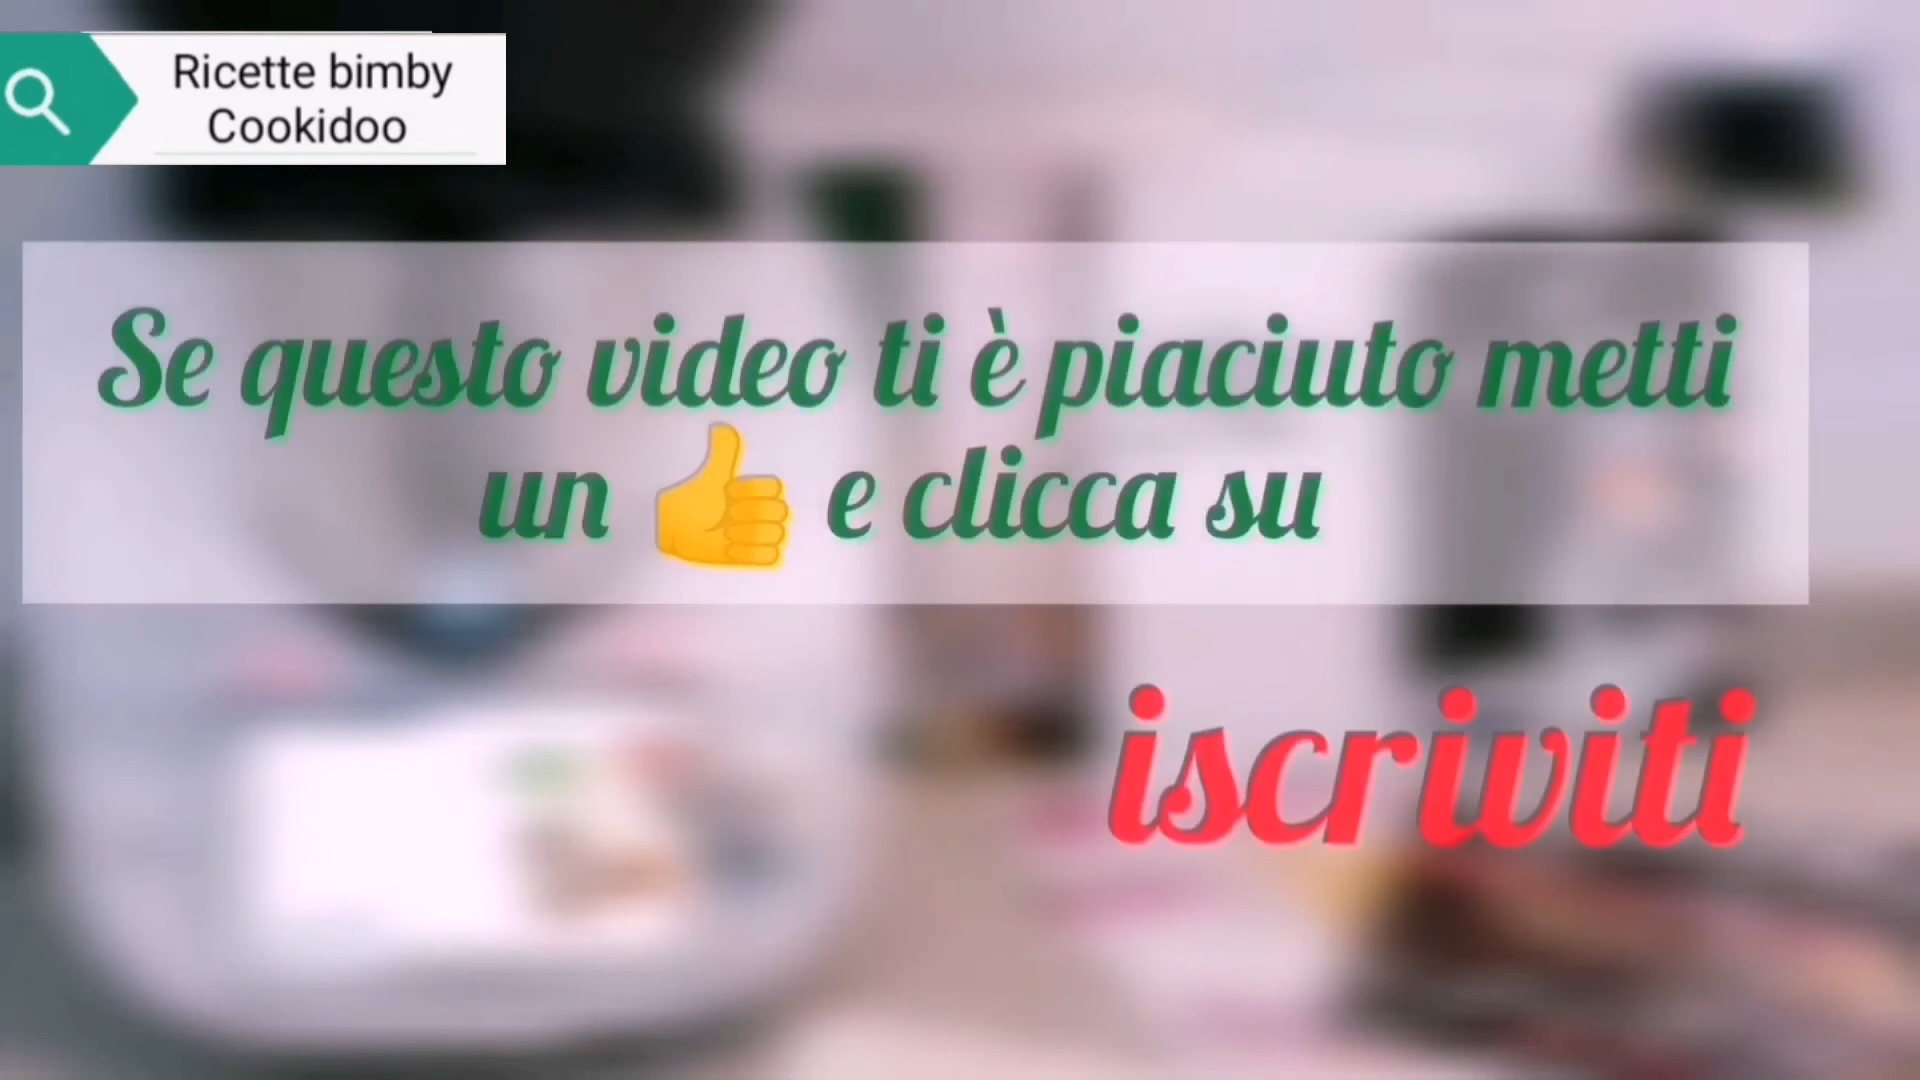 Ricette bimby
Cookidoo
Se questo video ti è piaciuto metti
un 👍 e clicca su
iscriviti